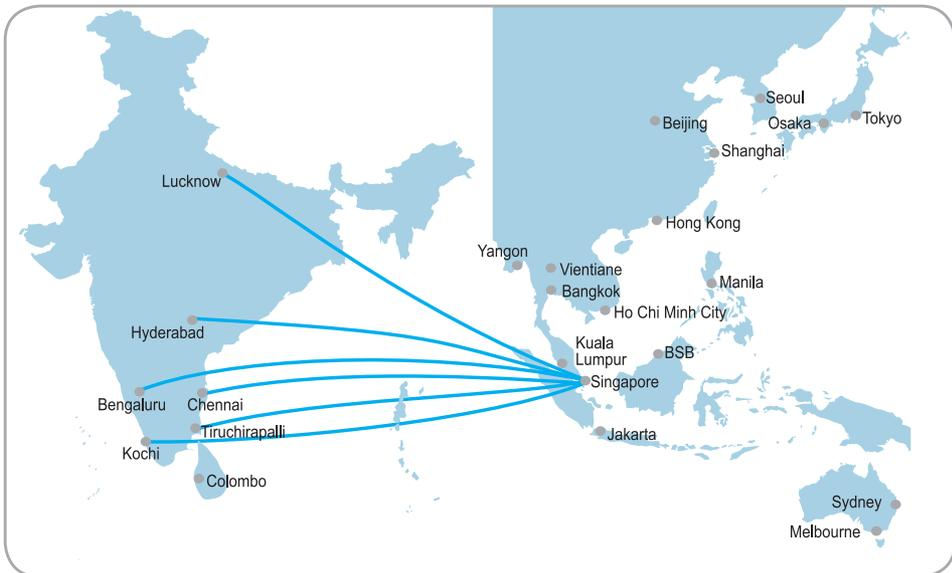 Seoul
Beijing
Osaka
Tokyo
Shanghai
Lucknow
Hong Kong
Yangon
Vientiane
Manila
Bangkok
Ho Chi Minh City
Hyderabad
Kuala
Lumpur
BSB
Singapore
Bengaluru
Chennai
Tiruchirapalli
Jakarta
Kochi
Colombo
Sydney
Melbourne